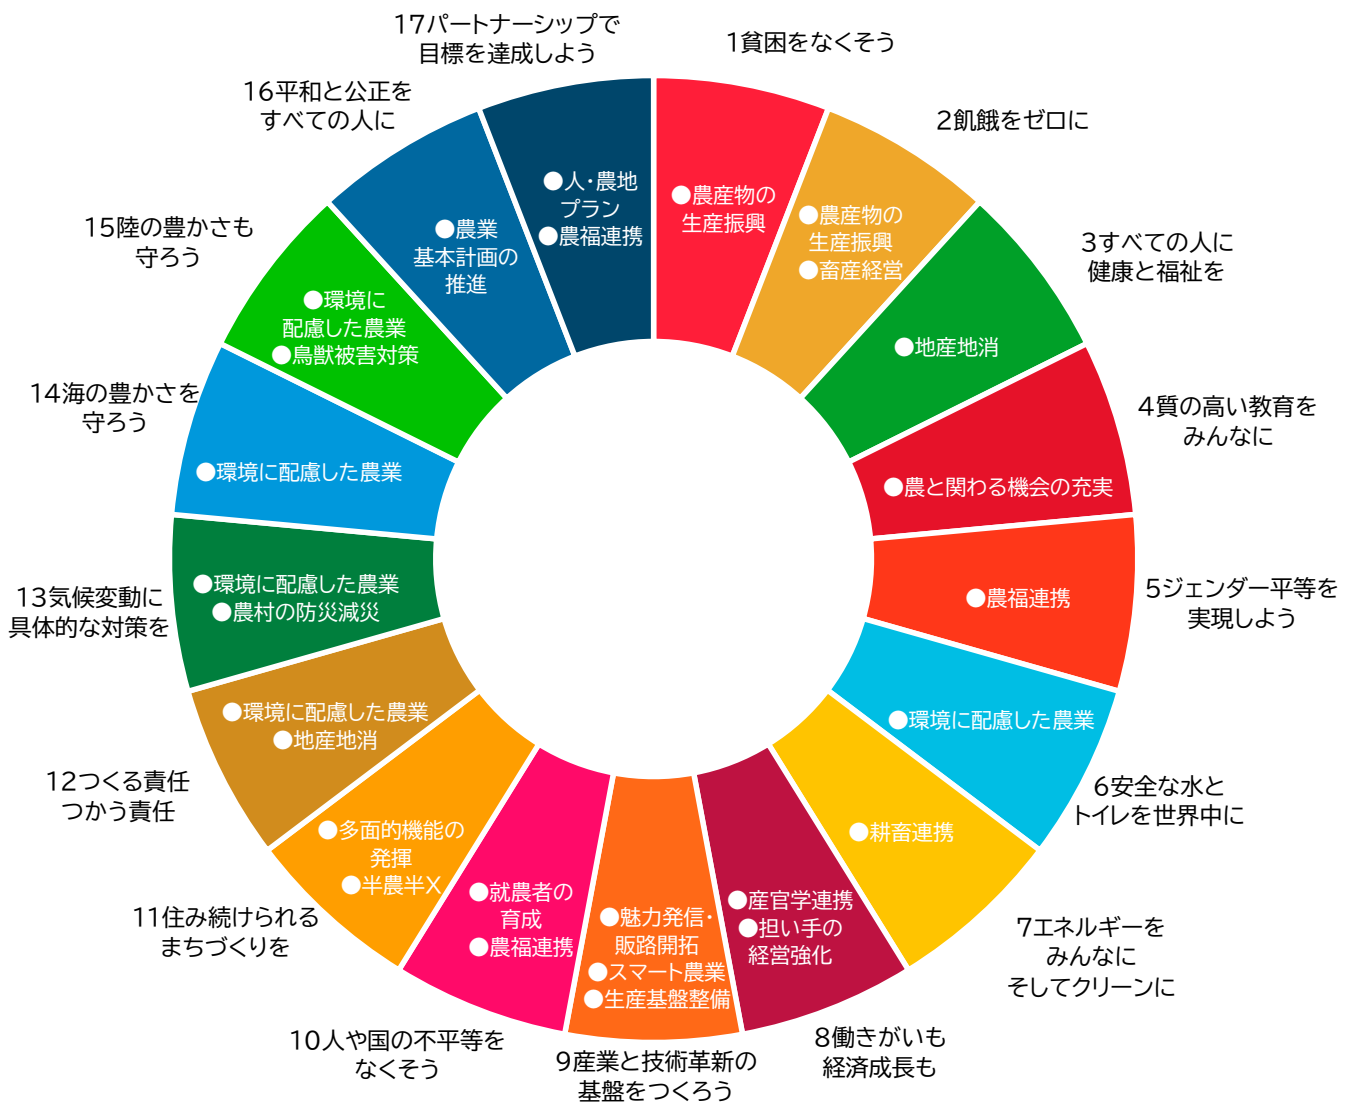 1貧困をなくそう
●農産物の
生産振興
2飢餓をゼロに
●農産物の
生産振興
●畜産経営
3すべての人に
健康と福祉を
●地産地消
4質の高い教育を
みんなに
●農と関わる機会の充実
5ジェンダー平等を
実現しよう
●農福連携
6安全な水と
トイレを世界中に
●環境に配慮した農業
7エネルギーを
みんなに
そしてクリーンに
●耕畜連携
8働きがいも
経済成長も
●産官学連携
●担い手の
経営強化
9産業と技術革新の
基盤をつくろう
●魅力発信・
販路開拓
●スマート農業
●生産基盤整備
10人や国の不平等を
なくそう
●就農者の
育成
●農福連携
11住み続けられる
まちづくりを
●多面的機能の
発揮
●半農半X
12つくる責任
つかう責任
●環境に配慮した農業
●地産地消
13気候変動に
具体的な対策を
●環境に配慮した農業
●農村の防災減災
14海の豊かさを
守ろう
●環境に配慮した農業
15陸の豊かさも
守ろう
●環境に
配慮した農業
●鳥獣被害対策
16平和と公正を
すべての人に
●農業
基本計画の
推進
17パートナーシップで
目標を達成しよう
●人・農地
プラン
●農福連携